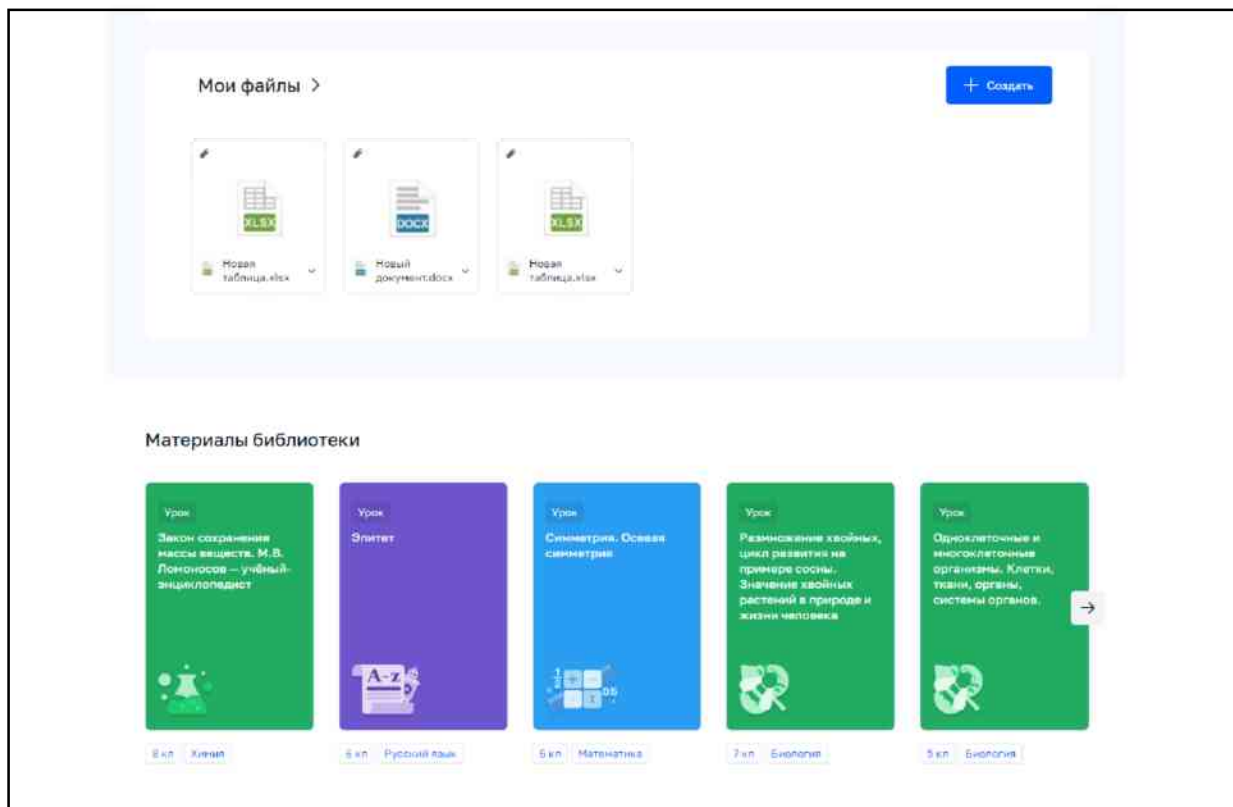 Мои файлы >
+ Создать
XLSX
DOCX
XLSX
Новая
таблица.xlsx
Новый
документ.docx
Новая
таблица.xlsx
Материалы библиотеки
Урок
Закон сохранения
массы веществ. М.В.
Ломоносов — учёный-
энциклопедист
8 кл Химия
Урок
Эпитет
A-z
6 кл Русский язык
Урок
Симметрия. Осевая
симметрия
6 кл Математика
Урок
Размножение хвойных,
цикл развития на
примере сосны.
Значение хвойных
растений в природе и
жизни человека
7 кл Биология
Урок
Одноклеточные и
многоклеточные
организмы. Клетки,
ткани, органы,
системы органов.
5 кл Биология